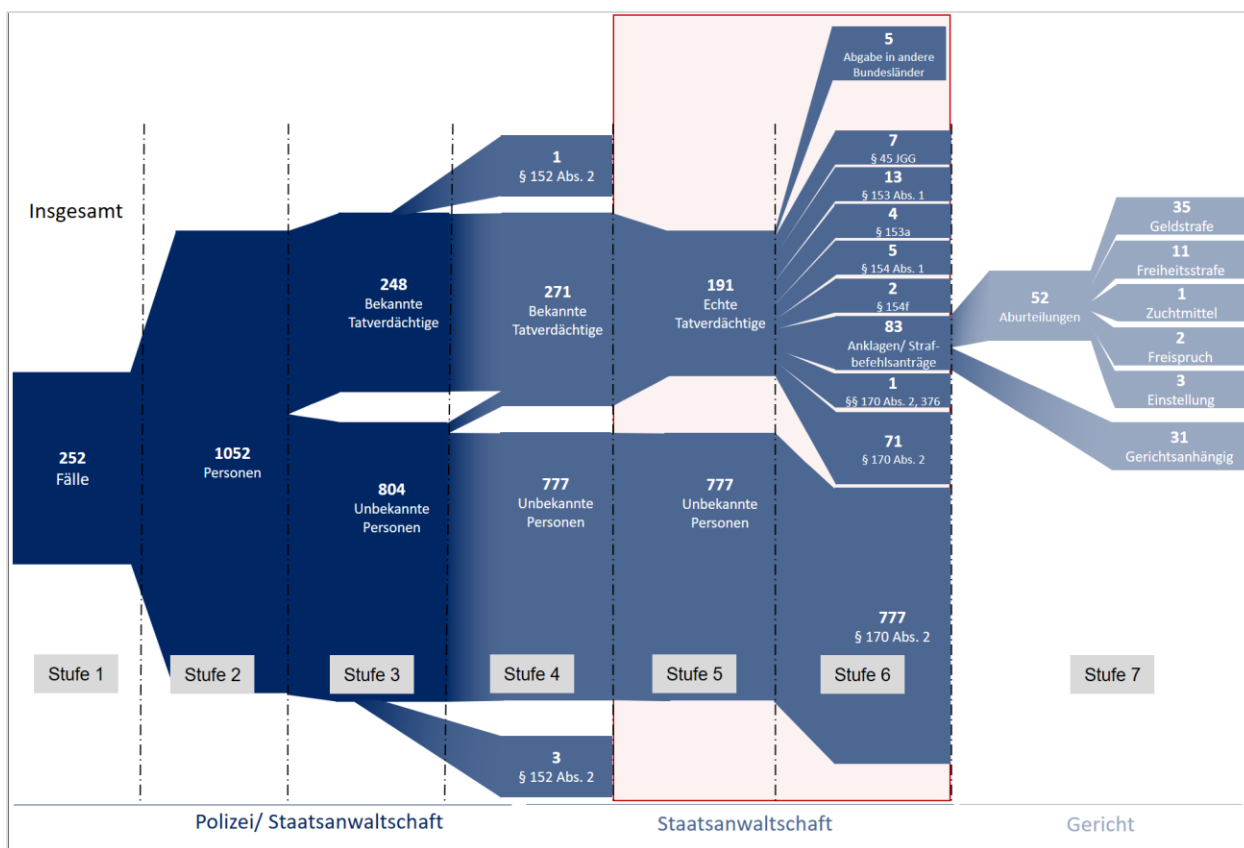 Insgesamt
252
Fälle
1052
Personen
248
Bekannte
Tatverdächtige
804
Unbekannte
Personen
1
§ 152 Abs. 2
271
Bekannte
Tatverdächtige
777
Unbekannte
Personen
3
§ 152 Abs. 2
191
Echte
Tatverdächtige
777
Unbekannte
Personen
5
Abgabe in andere
Bundesländer
7
§ 45 JGG
13
§ 153 Abs. 1
4
§ 153a
5
§ 154 Abs. 1
2
§ 154f
83
Anklagen/ Straf-
befehlsanträge
1
§§ 170 Abs. 2, 376
71
§ 170 Abs. 2
777
§ 170 Abs. 2
52
Aburteilungen
35
Geldstrafe
11
Freiheitsstrafe
1
Zuchtmittel
2
Freispruch
3
Einstellung
31
Gerichtsanhängig
Stufe 1
Stufe 2
Stufe 3
Stufe 4
Stufe 5
Stufe 6
Stufe 7
Polizei/ Staatsanwaltschaft
Staatsanwaltschaft
Gericht